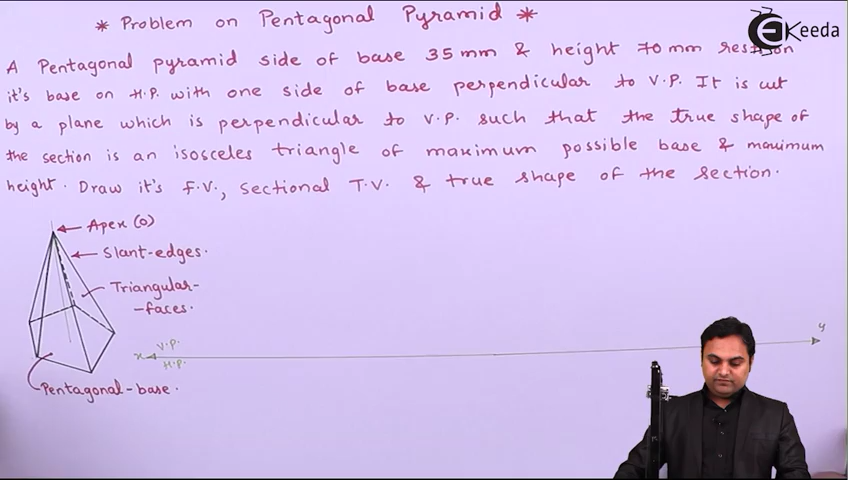 * Problem on Pentagonal Pyramid *
Ekeeda
A Pentagonal pyramid side of base 35mm & height 70mm rests on
it's base on H.P. with one side of base perpendicular to V.P. It is cut
by a plane which is perpendicular to V.P. such that the true shape of
the section is an isosceles triangle of maximum possible base & maximum
height. Draw it's F.V., Sectional T.V. & true shape of the section.
Apex (o)
Slant-edges.
Triangular-
-faces.
x V.P.
H.P.
y
Pentagonal-base.